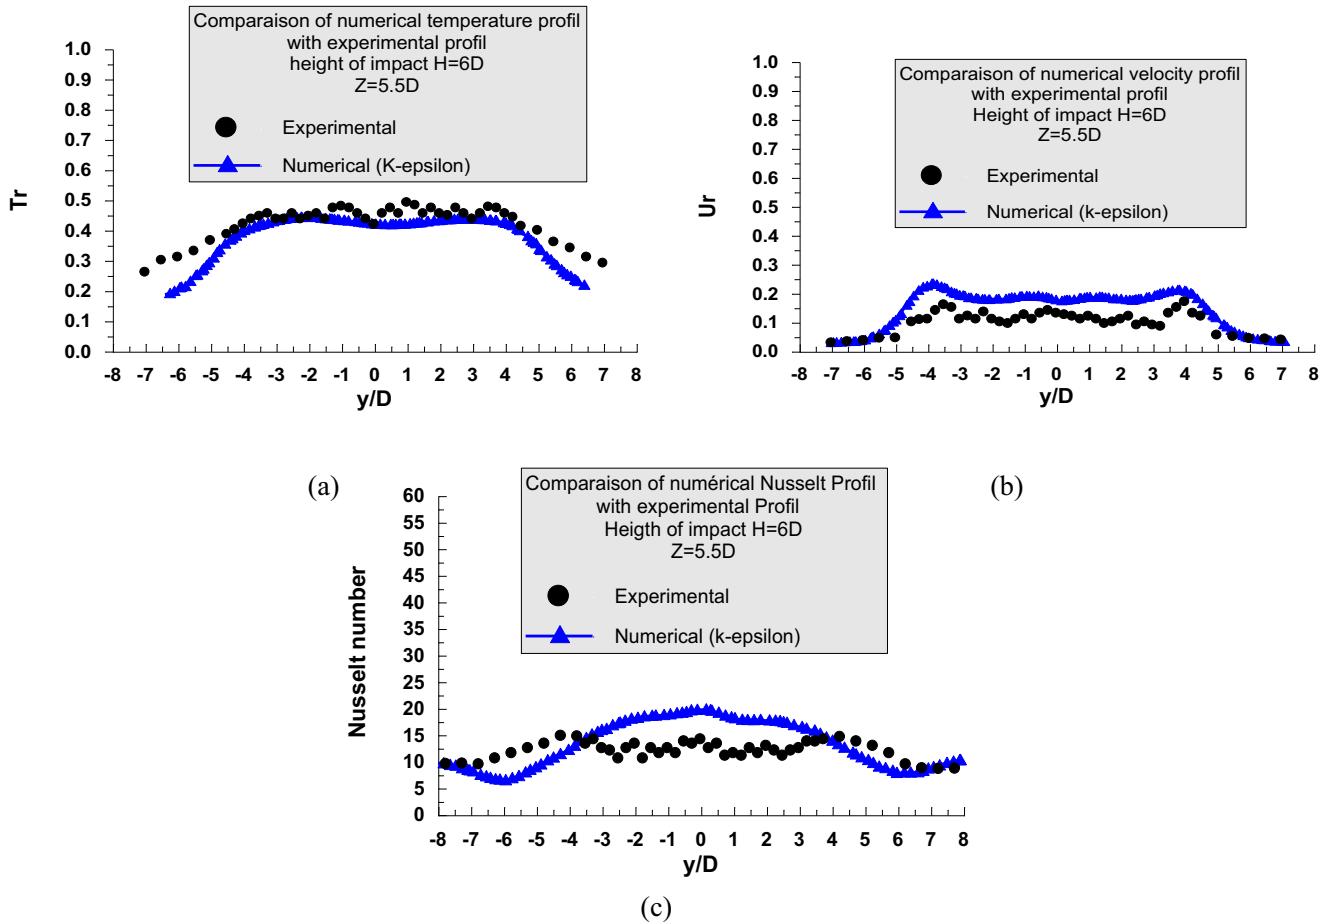 Comparaison of numerical temperature profil
with experimental profil
height of impact H=6D
Z=5.5D
Experimental
Numerical (K-epsilon)
1.0
0.9
0.8
0.7
0.6
0.5
0.4
0.3
0.2
0.1
0.0
Tr
-8 -7 -6 -5 -4 -3 -2 -1 0 1 2 3 4 5 6 7 8
y/D
(a)
Comparaison of numerical velocity profil
with experimental profil
Height of impact H=6D
Z=5.5D
Experimental
Numerical (k-epsilon)
1.0
0.9
0.8
0.7
0.6
0.5
0.4
0.3
0.2
0.1
0.0
Ur
-8 -7 -6 -5 -4 -3 -2 -1 0 1 2 3 4 5 6 7 8
y/D
(b)
Comparaison of numérical Nusselt Profil
with experimental Profil
Heigth of impact H=6D
Z=5.5D
Experimental
Numerical (k-epsilon)
60
55
50
45
40
35
30
25
20
15
10
5
0
Nusselt number
-8 -7 -6 -5 -4 -3 -2 -1 0 1 2 3 4 5 6 7 8
y/D
(c)